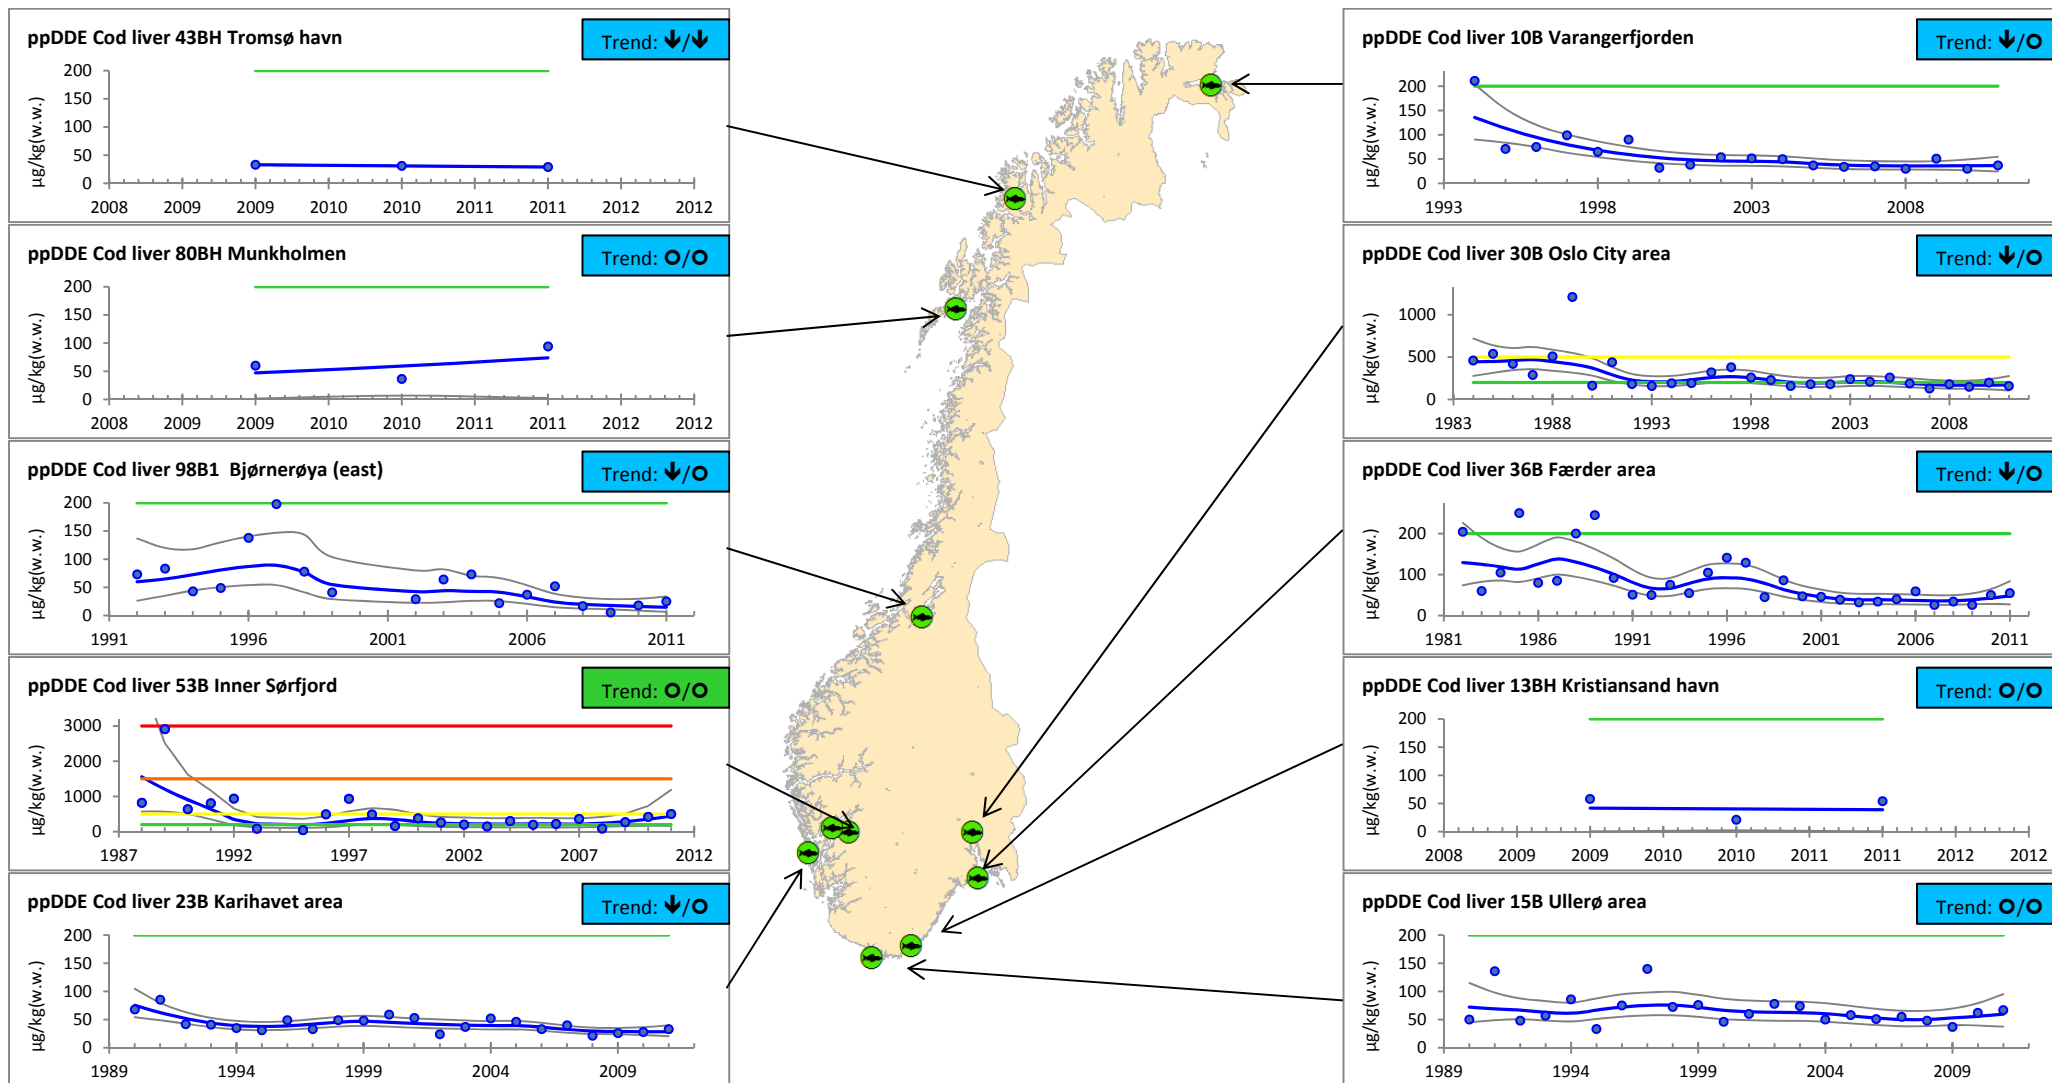 ppDDE Cod liver 43BH Tromsø havn
Trend: ↓/↓
200
150
100
50
0
µg/kg(w.w.)
2008 2009 2009 2010 2010 2011 2011 2012 2012
ppDDE Cod liver 80BH Munkholmen
Trend: O/O
200
150
100
50
0
µg/kg(w.w.)
2008 2009 2009 2010 2010 2011 2011 2012 2012
ppDDE Cod liver 98B1 Bjørnerøya (east)
Trend: ↓/O
200
150
100
50
0
µg/kg(w.w.)
1991 1996 2001 2006 2011
ppDDE Cod liver 53B Inner Sørfjord
Trend: O/O
3000
2000
1000
0
µg/kg(w.w.)
1987 1992 1997 2002 2007 2012
ppDDE Cod liver 23B Karihavet area
Trend: ↓/O
200
150
100
50
0
µg/kg(w.w.)
1989 1994 1999 2004 2009
ppDDE Cod liver 10B Varangerfjorden
Trend: ↓/O
200
150
100
50
0
µg/kg(w.w.)
1993 1998 2003 2008
ppDDE Cod liver 30B Oslo City area
Trend: ↓/O
1000
500
0
µg/kg(w.w.)
1983 1988 1993 1998 2003 2008
ppDDE Cod liver 36B Færder area
Trend: ↓/O
200
100
0
µg/kg(w.w.)
1981 1986 1991 1996 2001 2006 2011
ppDDE Cod liver 13BH Kristiansand havn
Trend: O/O
200
150
100
50
0
µg/kg(w.w.)
2008 2009 2009 2010 2010 2011 2011 2012 2012
ppDDE Cod liver 15B Ullerø area
Trend: O/O
200
150
100
50
0
µg/kg(w.w.)
1989 1994 1999 2004 2009